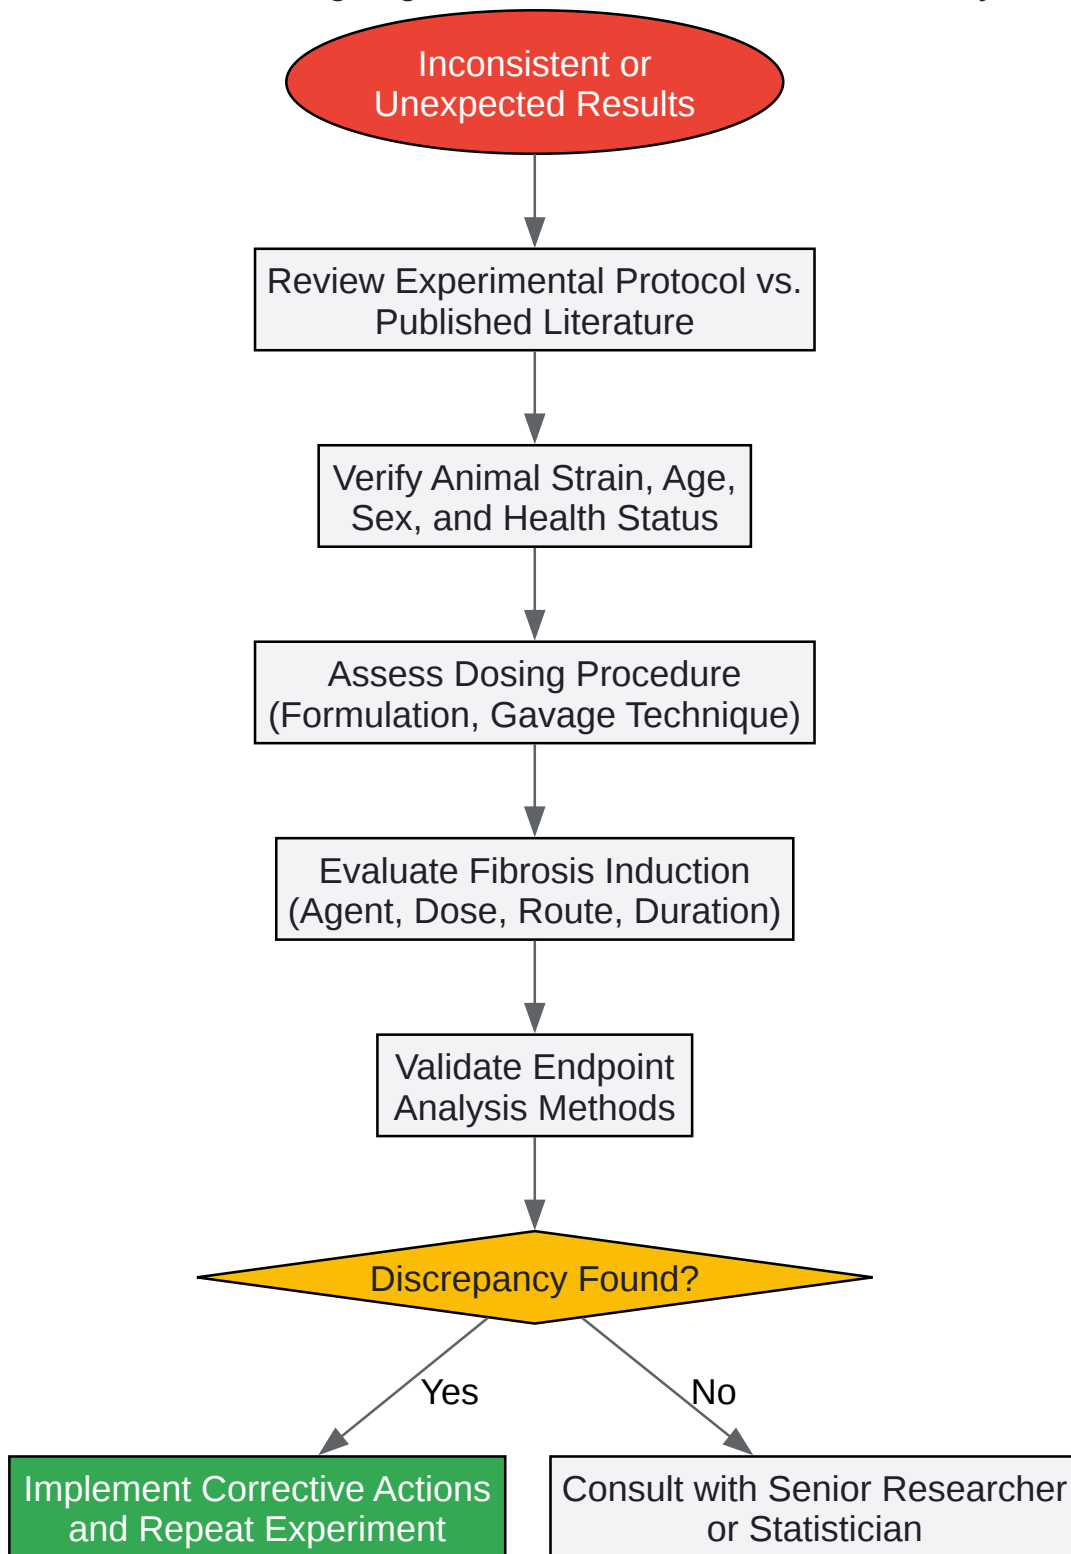 Inconsistent or
Unexpected Results
Review Experimental Protocol vs.
Published Literature
Verify Animal Strain, Age,
Sex, and Health Status
Assess Dosing Procedure
(Formulation, Gavage Technique)
Evaluate Fibrosis Induction
(Agent, Dose, Route, Duration)
Validate Endpoint
Analysis Methods
Discrepancy Found?
Yes
No
Implement Corrective Actions
and Repeat Experiment
Consult with Senior Researcher
or Statistician